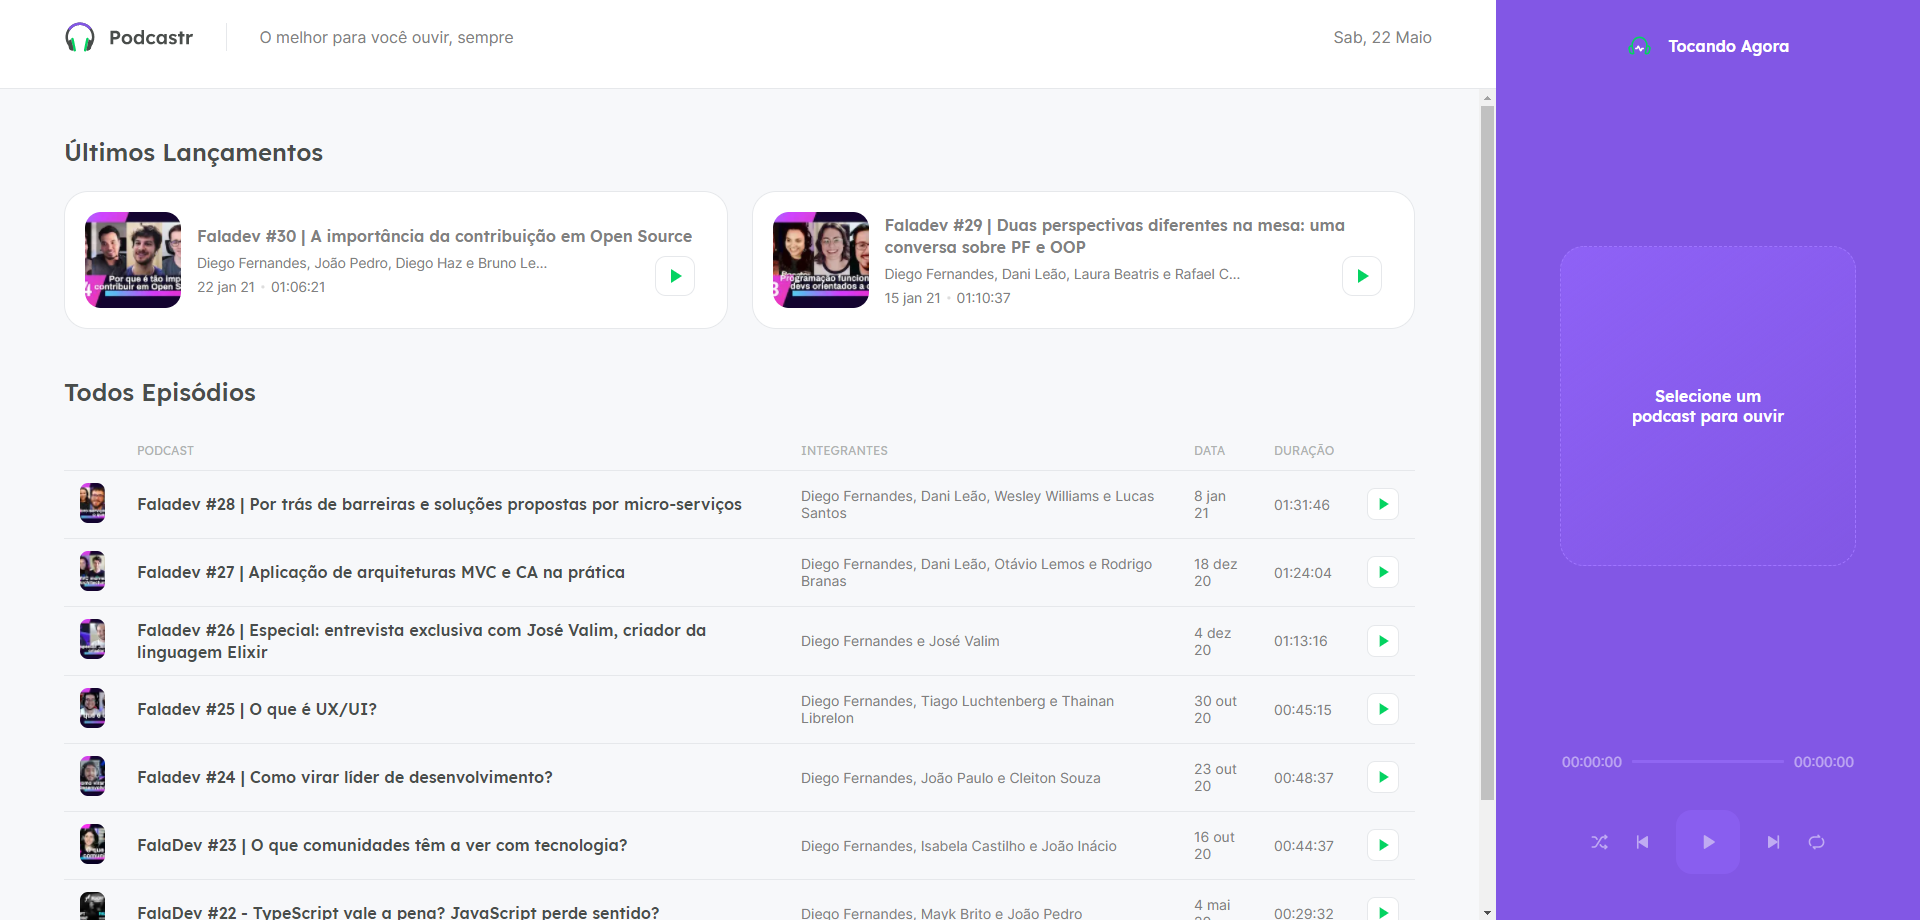 Podcastr
O melhor para você ouvir, sempre
Sab, 22 Maio
Tocando Agora
Últimos Lançamentos
Por que é tão imp
contribuir em Open S
Faladev #30 | A importância da contribuição em Open Source
Diego Fernandes, João Pedro, Diego Haz e Bruno Le...
22 jan 21 • 01:06:21
Programação funcion
devs orientados a o
Faladev #29 | Duas perspectivas diferentes na mesa: uma
conversa sobre PF e OOP
Diego Fernandes, Dani Leão, Laura Beatris e Rafael C...
15 jan 21 • 01:10:37
Selecione um
podcast para ouvir
Todos Episódios
PODCAST INTEGRANTES DATA DURAÇÃO
Faladev #28 | Por trás de barreiras e soluções propostas por micro-serviços
Diego Fernandes, Dani Leão, Wesley Williams e Lucas
Santos
8 jan
21
01:31:46
Faladev #27 | Aplicação de arquiteturas MVC e CA na prática
Diego Fernandes, Dani Leão, Otávio Lemos e Rodrigo
Branas
18 dez
20
01:24:04
Faladev #26 | Especial: entrevista exclusiva com José Valim, criador da
linguagem Elixir
Diego Fernandes e José Valim
4 dez
20
01:13:16
Faladev #25 | O que é UX/UI?
Diego Fernandes, Tiago Luchtenberg e Thainan
Librelon
30 out
20
00:45:15
Faladev #24 | Como virar líder de desenvolvimento?
Diego Fernandes, João Paulo e Cleiton Souza
23 out
20
00:48:37
FalaDev #23 | O que comunidades têm a ver com tecnologia?
Diego Fernandes, Isabela Castilho e João Inácio
16 out
20
00:44:37
FalaDev #22 - TypeScript vale a pena? JavaScript perde sentido?
Diego Fernandes, Mayk Brito e João Pedro
4 mai
20
00:29:32
00:00:00 00:00:00